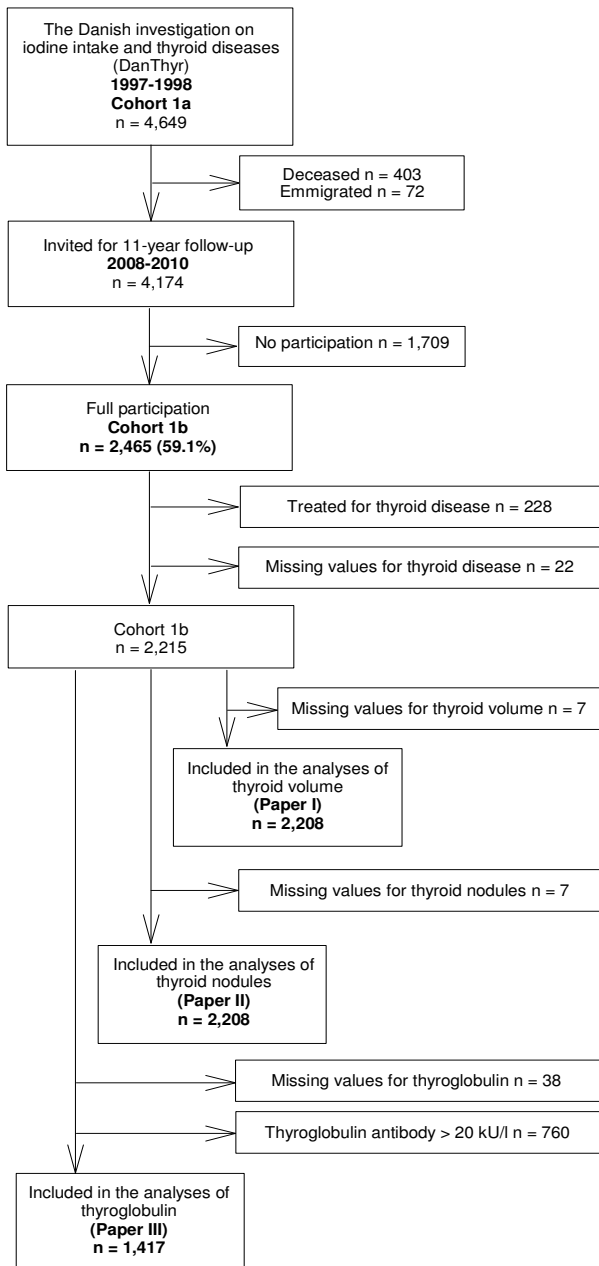 The Danish investigation on
iodine intake and thyroid diseases
(DanThyr)
1997-1998
Cohort 1a
n = 4,649
Deceased n = 403
Emmigrated n = 72
Invited for 11-year follow-up
2008-2010
n = 4,174
No participation n = 1,709
Full participation
Cohort 1b
n = 2,465 (59.1%)
Treated for thyroid disease n = 228
Missing values for thyroid disease n = 22
Cohort 1b
n = 2,215
Missing values for thyroid volume n = 7
Included in the analyses of
thyroid volume
(Paper I)
n = 2,208
Missing values for thyroid nodules n = 7
Included in the analyses of
thyroid nodules
(Paper II)
n = 2,208
Missing values for thyroglobulin n = 38
Thyroglobulin antibody > 20 kU/l n = 760
Included in the analyses of
thyroglobulin
(Paper III)
n = 1,417